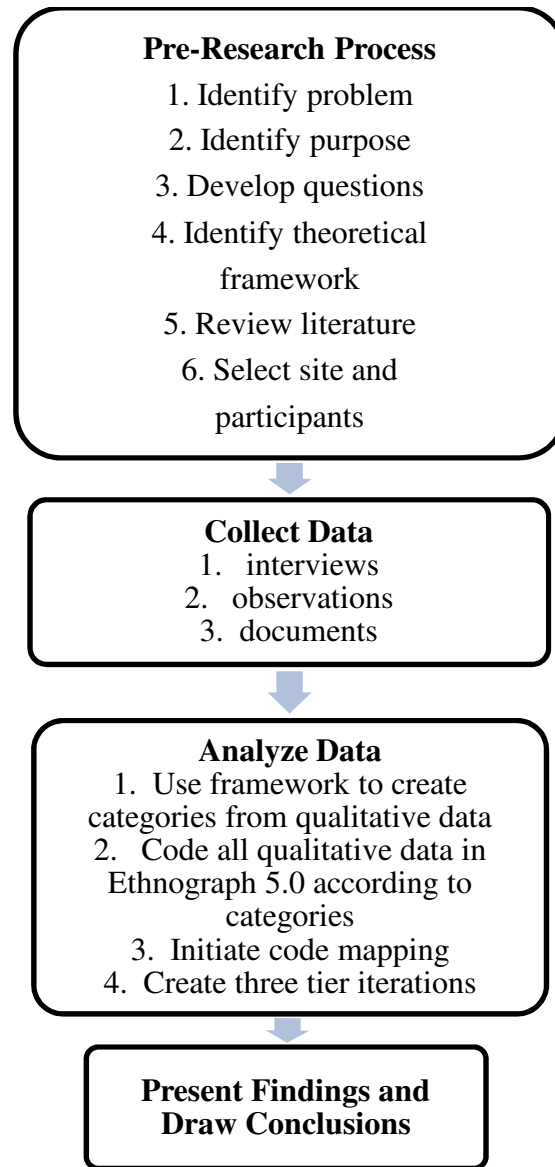 Pre-Research Process
1. Identify problem
2. Identify purpose
3. Develop questions
4. Identify theoretical
framework
5. Review literature
6. Select site and
participants
Collect Data
1. interviews
2. observations
3. documents
Analyze Data
1. Use framework to create
categories from qualitative data
2. Code all qualitative data in
Ethnograph 5.0 according to
categories
3. Initiate code mapping
4. Create three tier iterations
Present Findings and
Draw Conclusions